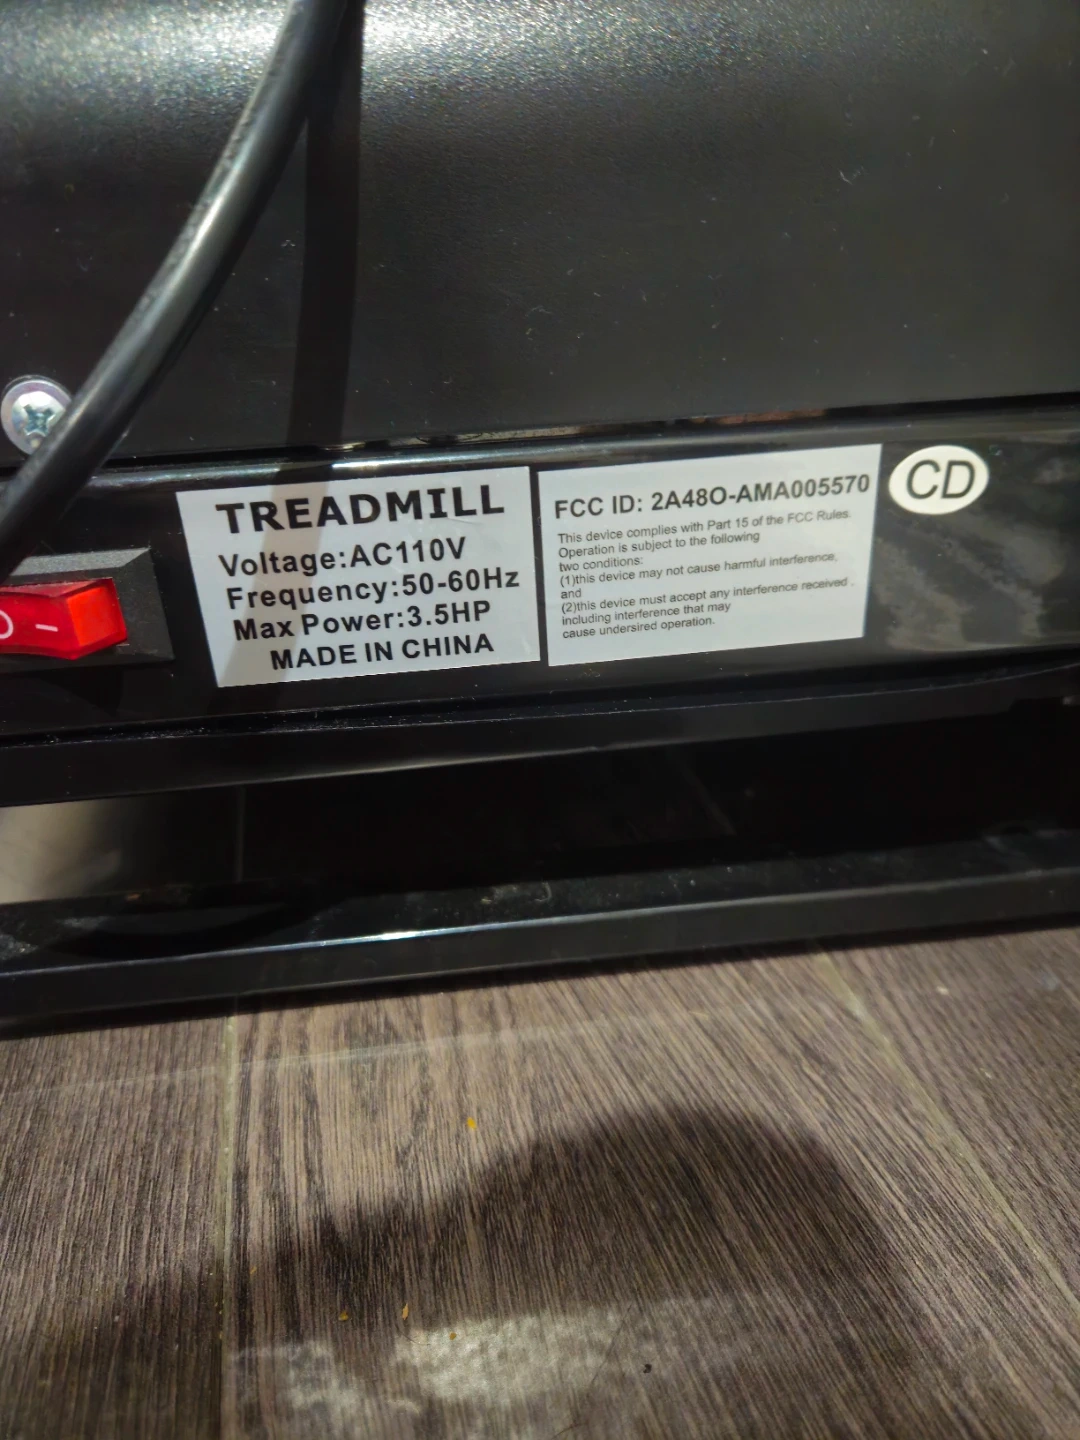 TREADMILL
Voltage:AC110V
Frequency:50-60Hz
Max Power:3.5HP
MADE IN CHINA
FCC ID: 2A48O-AMA005570
This device complies with Part 15 of the FCC Rules.
Operation is subject to the following
two conditions:
(1)this device may not cause harmful interference,
and
(2)this device must accept any interference received ,
including interference that may
cause undersired operation.
CD